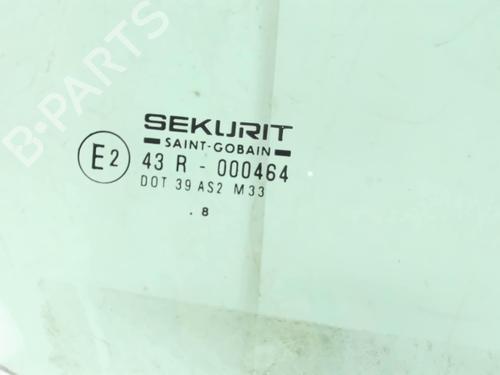 SEKURIT
SAINT-GOBAIN
E2 43 R - 000464
DOT 39 AS2 M33
. 8
B-PARTS